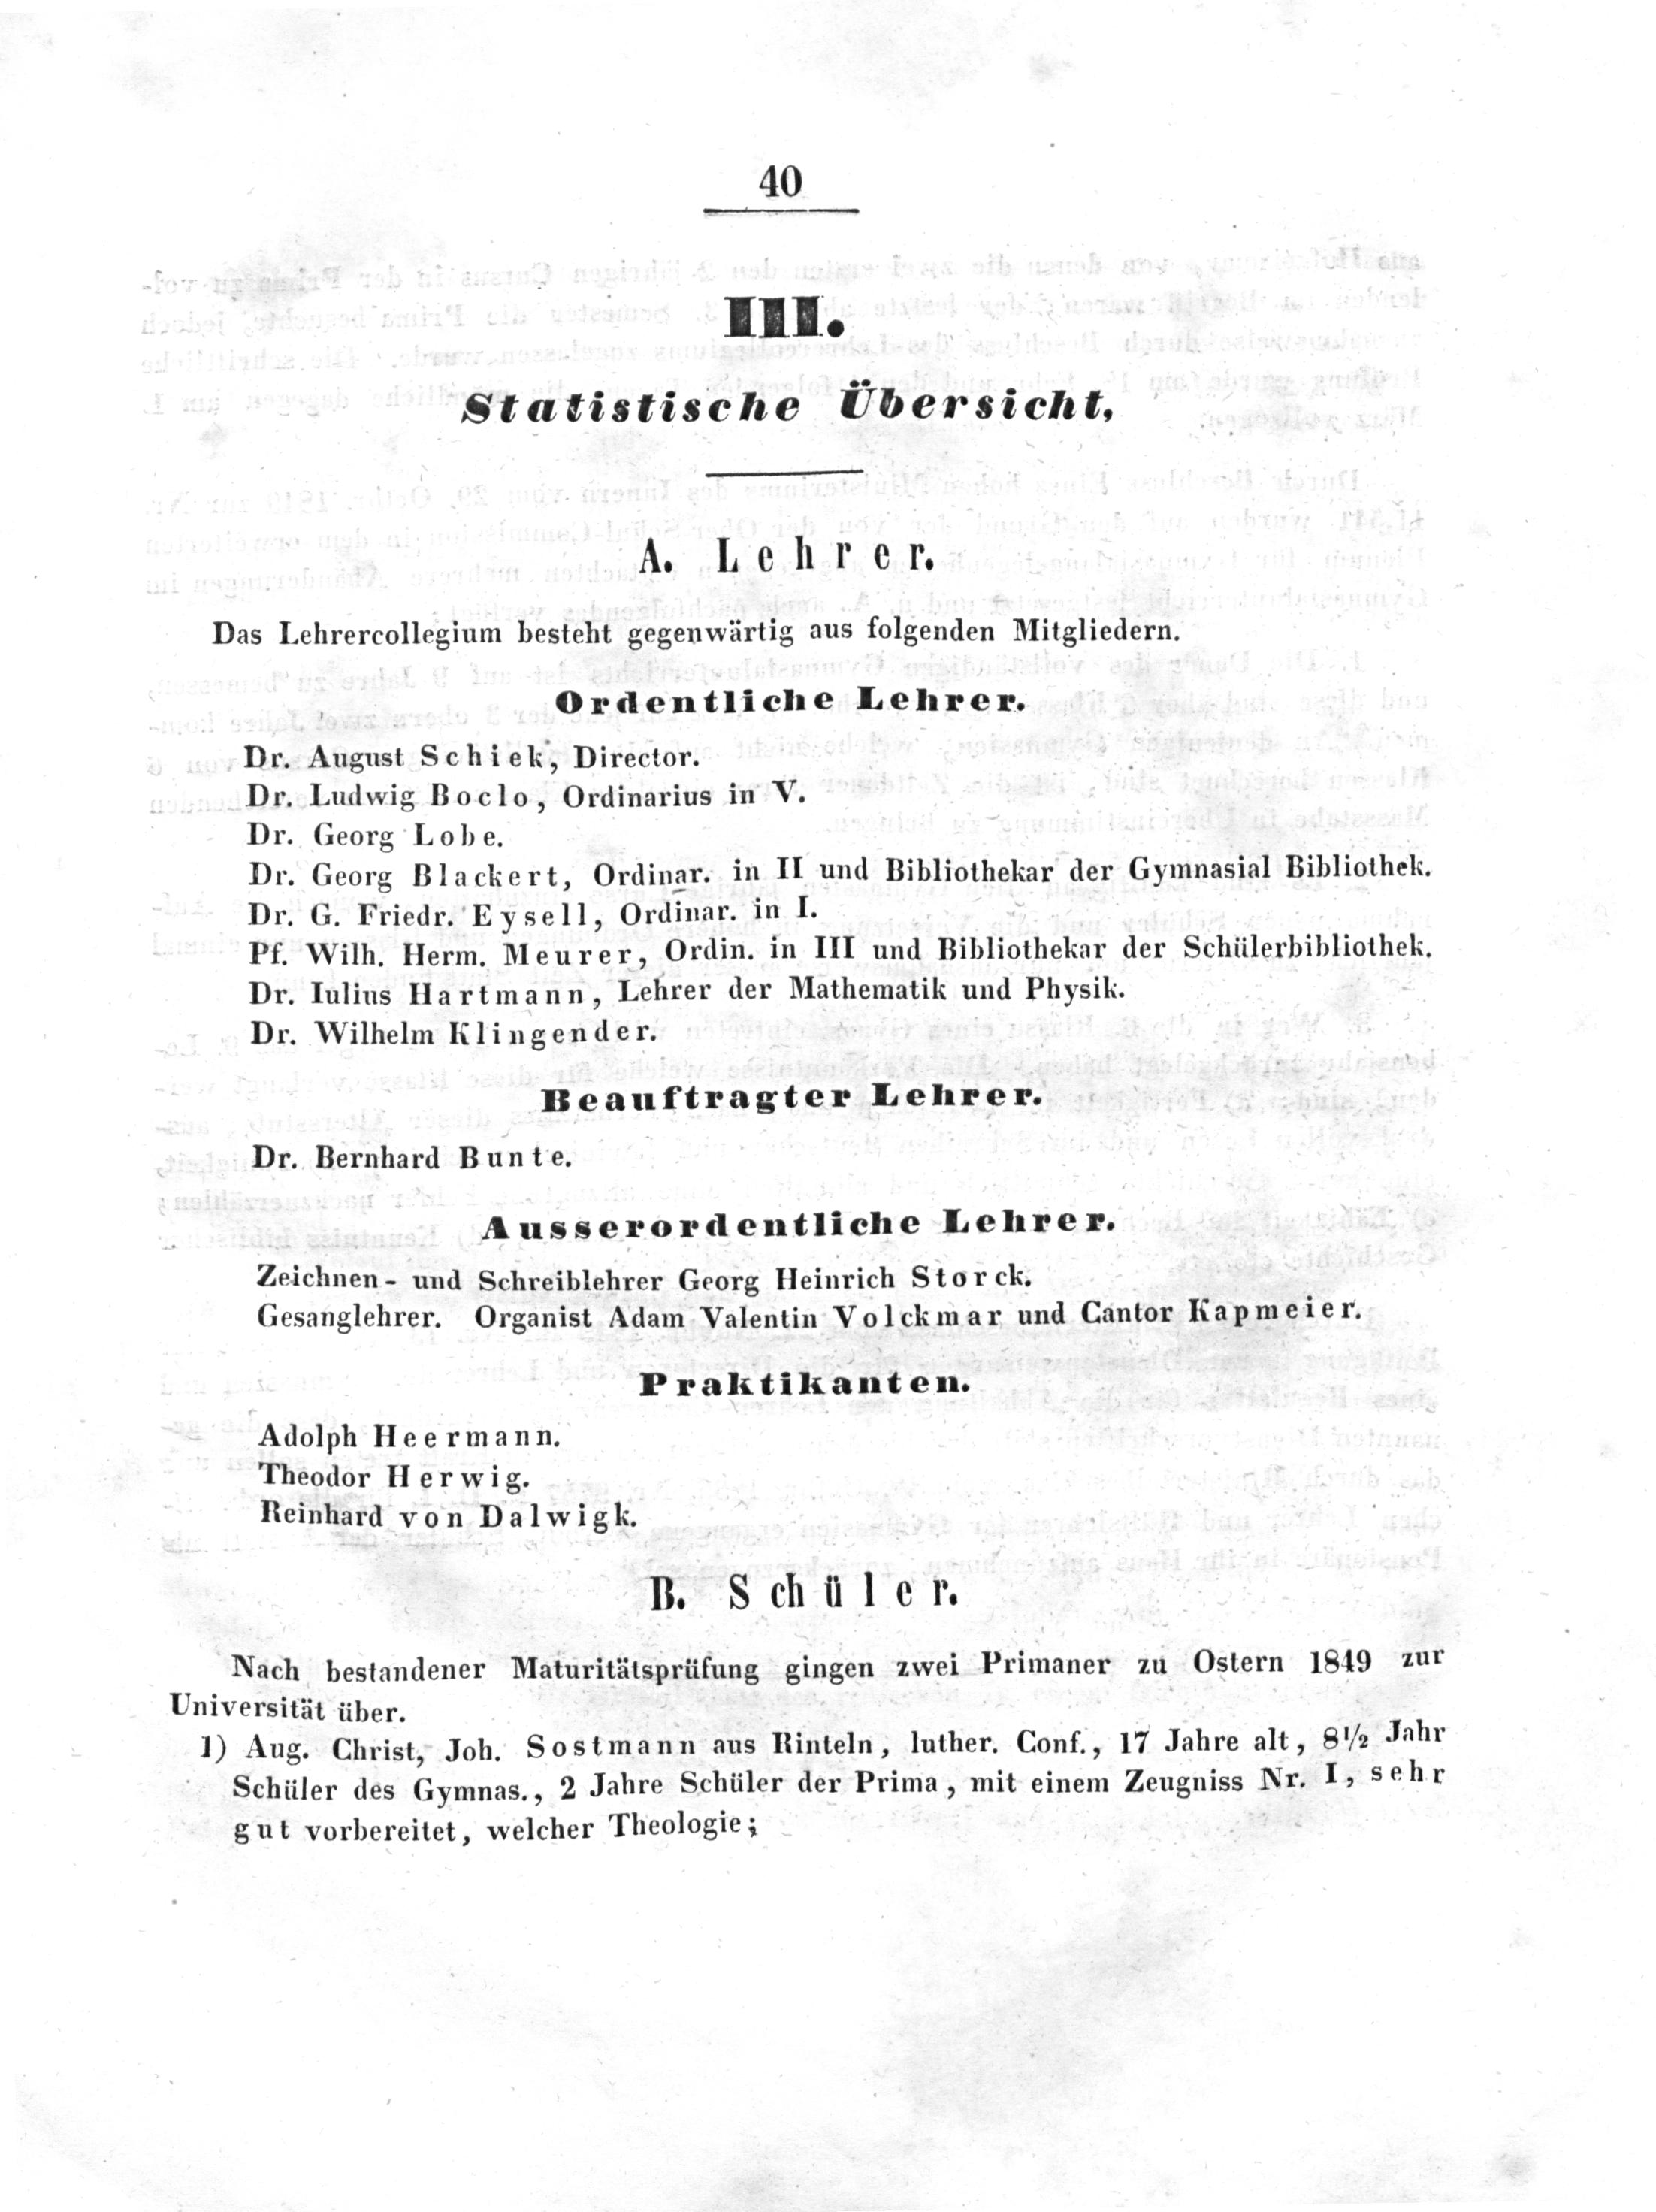 40
III.
Statistische Übersicht,
A. Lehrer.
Das Lehrercollegium besteht gegenwärtig aus folgenden Mitgliedern.
Ordentliche Lehrer.
Dr. August Schiek, Director.
Dr. Ludwig Boclo, Ordinarius in V.
Dr. Georg Lobe.
Dr. Georg Blackert, Ordinar. in II und Bibliothekar der Gymnasial Bibliothek.
Dr. G. Friedr. Eysell, Ordinar. in I.
Pf. Wilh. Herm. Meurer, Ordin. in III und Bibliothekar der Schülerbibliothek.
Dr. Iulius Hartmann, Lehrer der Mathematik und Physik.
Dr. Wilhelm Klingender.
Beauftragter Lehrer.
Dr. Bernhard Bunte.
Ausserordentliche Lehrer.
Zeichnen- und Schreiblehrer Georg Heinrich Storck.
Gesanglehrer. Organist Adam Valentin Volckmar und Cantor Kapmeier.
Praktikanten.
Adolph Heermann.
Theodor Herwig.
Reinhard von Dalwigk.
B. Schüler.
Nach bestandener Maturitätsprüfung gingen zwei Primaner zu Ostern 1849 zur
Universität über.
1) Aug. Christ, Joh. Sostmann aus Rinteln, luther. Conf., 17 Jahre alt, 8½ Jahr
Schüler des Gymnas., 2 Jahre Schüler der Prima, mit einem Zeugniss Nr. I, sehr
gut vorbereitet, welcher Theologie;